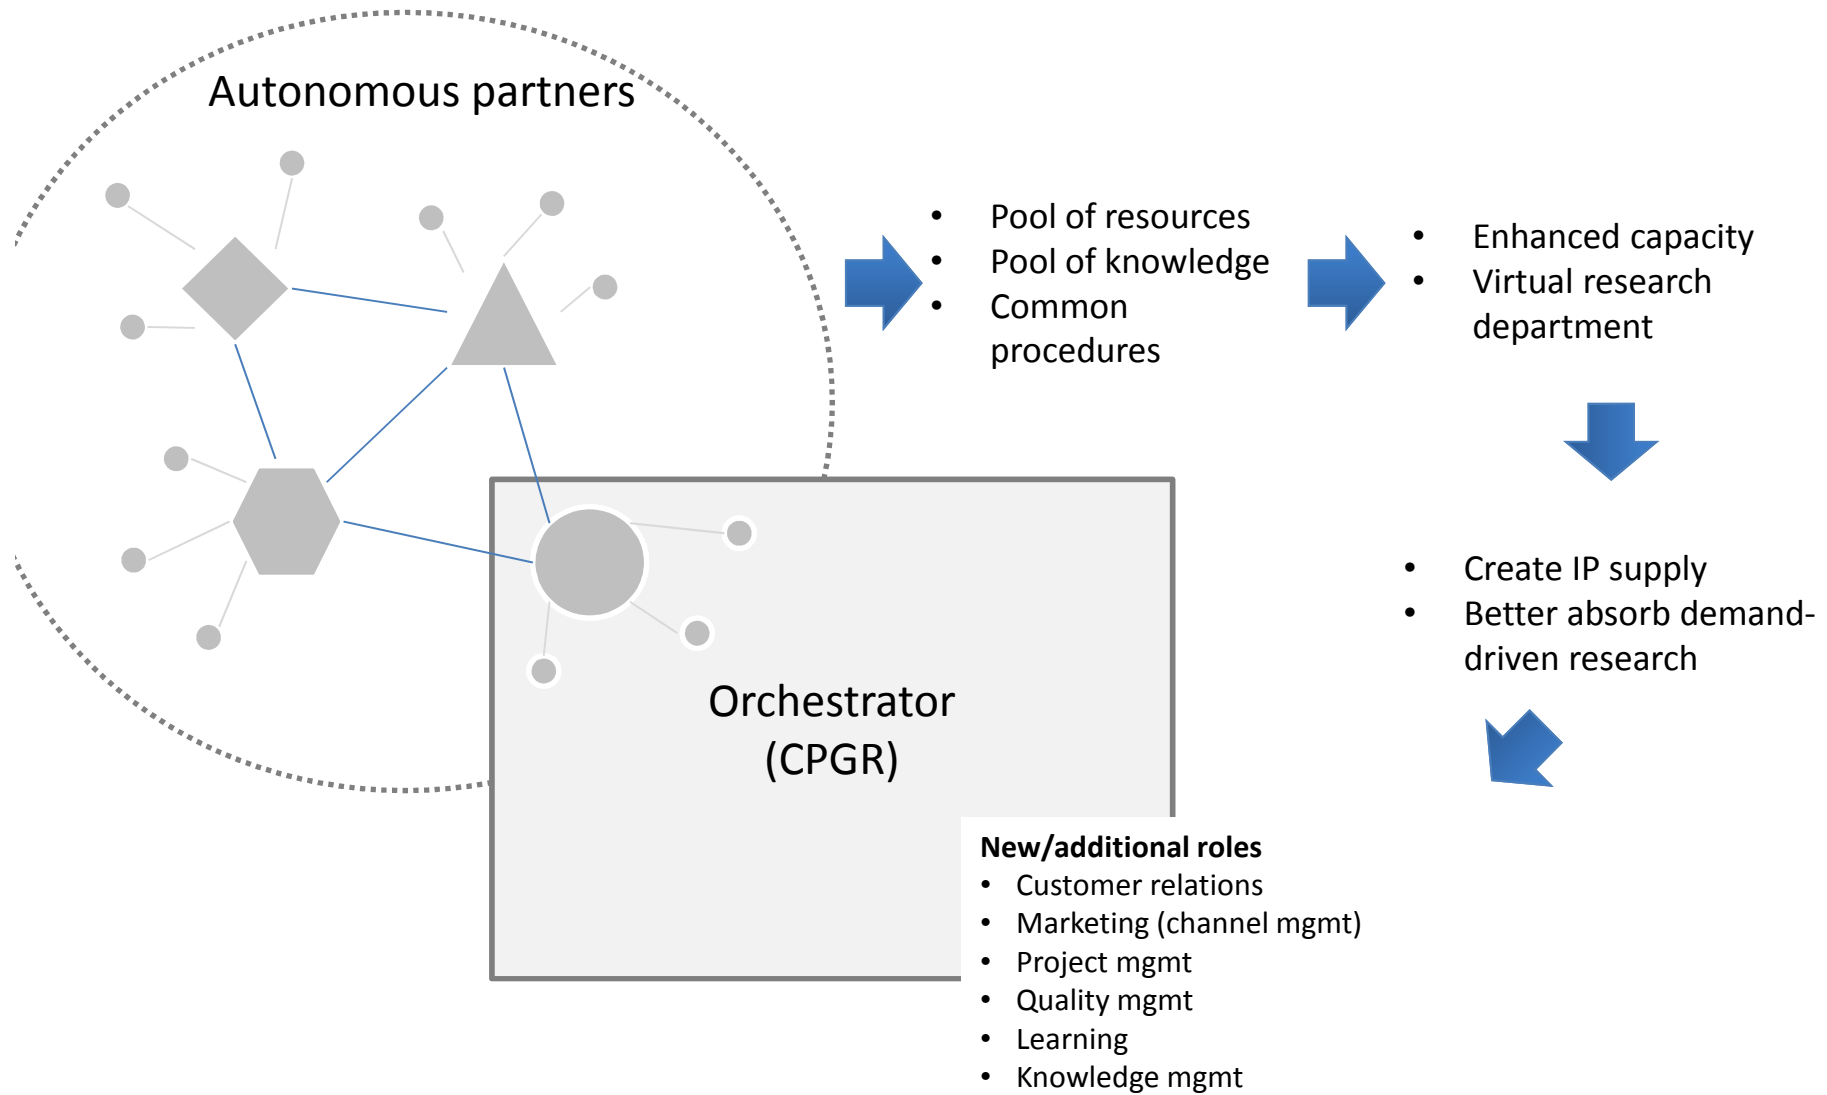 Autonomous partners
• Pool of resources
• Pool of knowledge
• Common
procedures
• Enhanced capacity
• Virtual research
department
• Create IP supply
• Better absorb demand-
driven research
Orchestrator
(CPGR)
New/additional roles
• Customer relations
• Marketing (channel mgmt)
• Project mgmt
• Quality mgmt
• Learning
• Knowledge mgmt